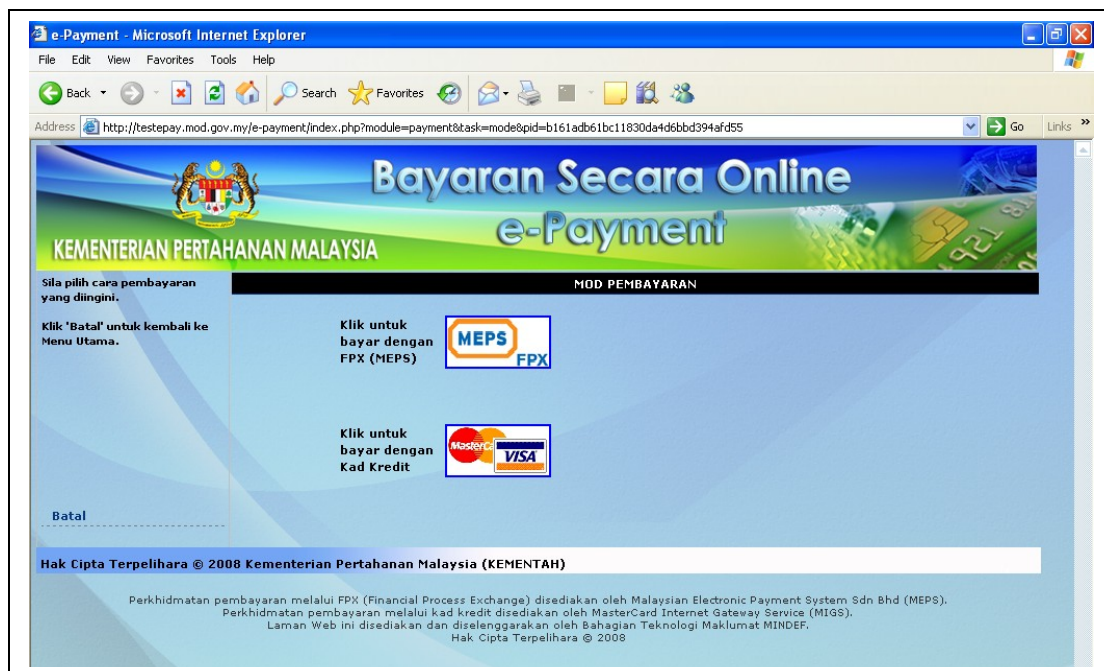 e-Payment - Microsoft Internet Explorer
File Edit View Favorites Tools Help
Back Search Favorites
Address http://testepay.mod.gov.my/e-payment/index.php?module=payment&task=mode&pid=b161adb61bc11830da4d6bbd394afd55 Go Links »
Bayaran Secara Online
e-Payment
KEMENTERIAN PERTAHANAN MALAYSIA
MOD PEMBAYARAN
Sila pilih cara pembayaran
yang diingini.
Klik 'Batal' untuk kembali ke
Menu Utama.
Klik untuk
bayar dengan
FPX (MEPS)
MEPS
FPX
Klik untuk
bayar dengan
Kad Kredit
MasterC
VISA
Batal
Hak Cipta Terpelihara © 2008 Kementerian Pertahanan Malaysia (KEMENTAH)
Perkhidmatan pembayaran melalui FPX (Financial Process Exchange) disediakan oleh Malaysian Electronic Payment System Sdn Bhd (MEPS).
Perkhidmatan pembayaran melalui kad kredit disediakan oleh MasterCard Internet Gateway Service (MIGS).
Laman Web ini disediakan dan diselenggarakan oleh Bahagian Teknologi Maklumat MINDEF.
Hak Cipta Terpelihara © 2008